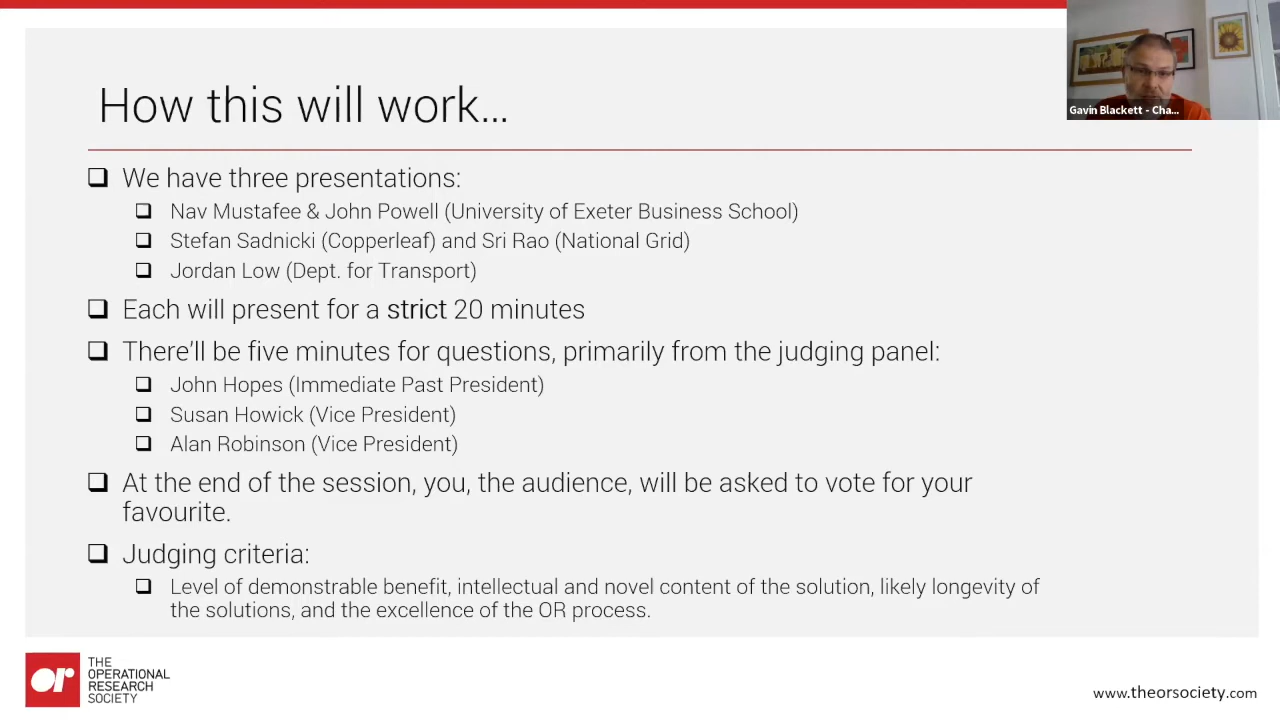 Gavin Blackett - Cha...
How this will work...
We have three presentations:
Nav Mustafee & John Powell (University of Exeter Business School)
Stefan Sadnicki (Copperleaf) and Sri Rao (National Grid)
Jordan Low (Dept. for Transport)
Each will present for a strict 20 minutes
There'll be five minutes for questions, primarily from the judging panel:
John Hopes (Immediate Past President)
Susan Howick (Vice President)
Alan Robinson (Vice President)
At the end of the session, you, the audience, will be asked to vote for your
favourite.
Judging criteria:
Level of demonstrable benefit, intellectual and novel content of the solution, likely longevity of
the solutions, and the excellence of the OR process.
or
THE
OPERATIONAL
RESEARCH
SOCIETY
www.theorsociety.com